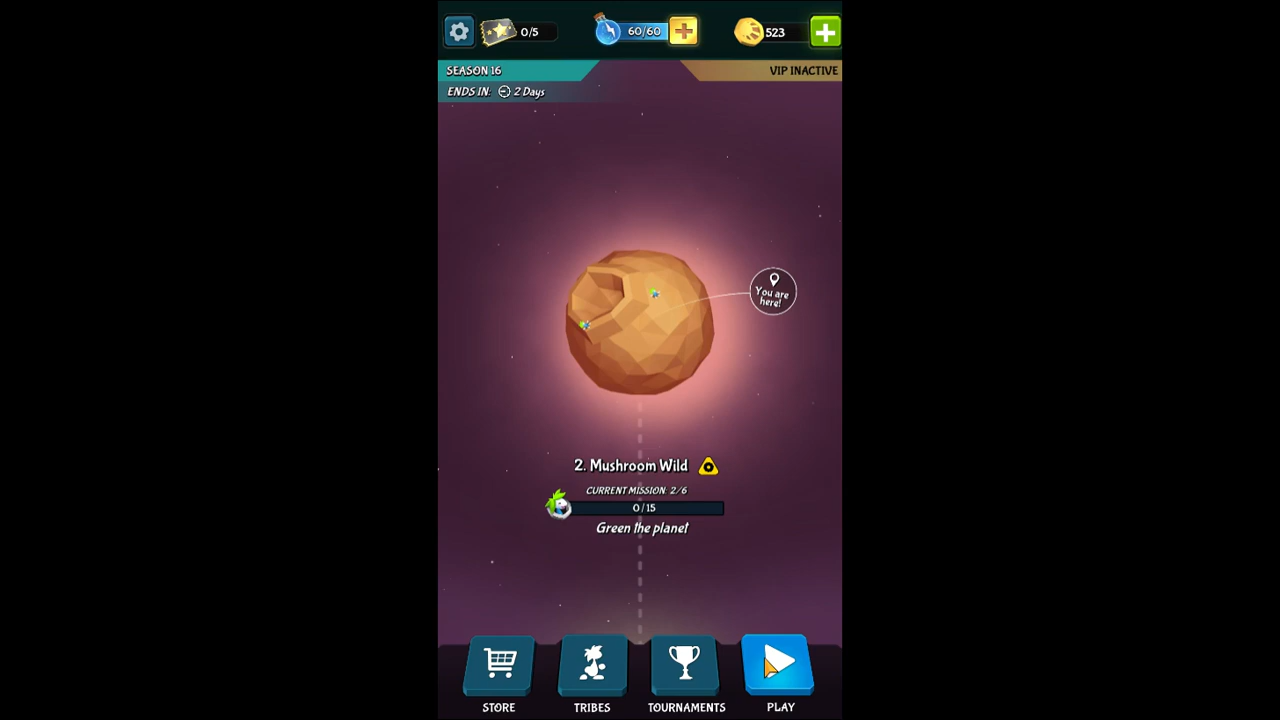 0/5
60/60
523
SEASON 16
VIP INACTIVE
ENDS IN: 2 Days
You are
here!
2. Mushroom Wild
CURRENT MISSION: 2/6
0/15
Green the planet
STORE
TRIBES
TOURNAMENTS
PLAY